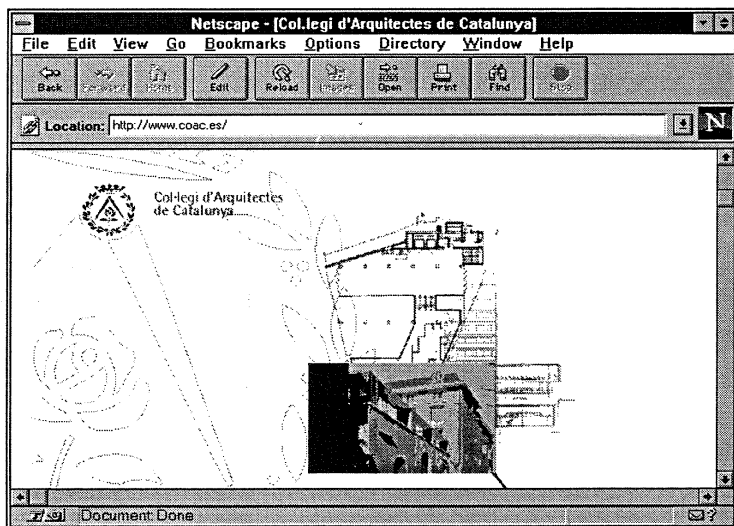 Netscape - [Col.legi d'Arquitectes de Catalunya]
File Edit View Go Bookmarks Options Directory Window Help
Back Forward Home Edit Reload Images Open Print Find Stop
Location: http://www.coac.es/
N
Col·legi d'Arquitectes
de Catalunya
Document: Done
?